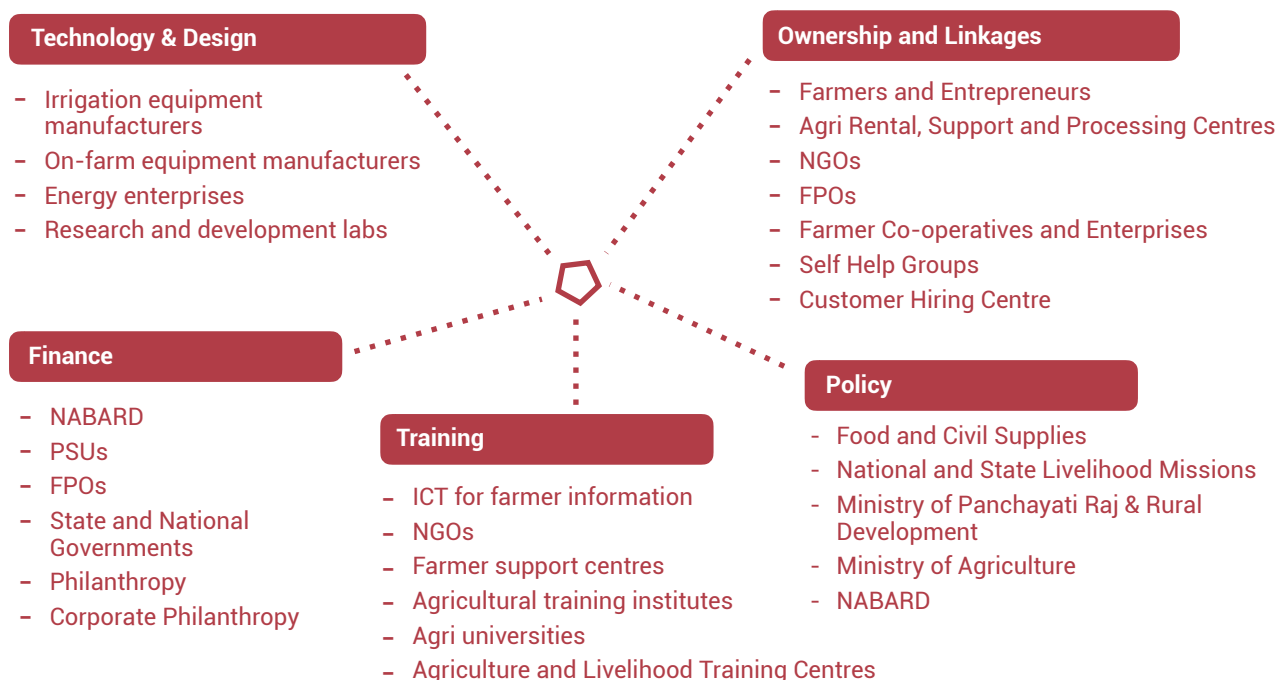 Technology & Design
- Irrigation equipment
manufacturers
- On-farm equipment manufacturers
- Energy enterprises
- Research and development labs
Ownership and Linkages
- Farmers and Entrepreneurs
- Agri Rental, Support and Processing Centres
- NGOs
- FPOs
- Farmer Co-operatives and Enterprises
- Self Help Groups
- Customer Hiring Centre
Finance
- NABARD
- PSUs
- FPOs
- State and National
Governments
- Philanthropy
- Corporate Philanthropy
Training
- ICT for farmer information
- NGOs
- Farmer support centres
- Agricultural training institutes
- Agri universities
- Agriculture and Livelihood Training Centres
Policy
- Food and Civil Supplies
- National and State Livelihood Missions
- Ministry of Panchayati Raj & Rural
Development
- Ministry of Agriculture
- NABARD